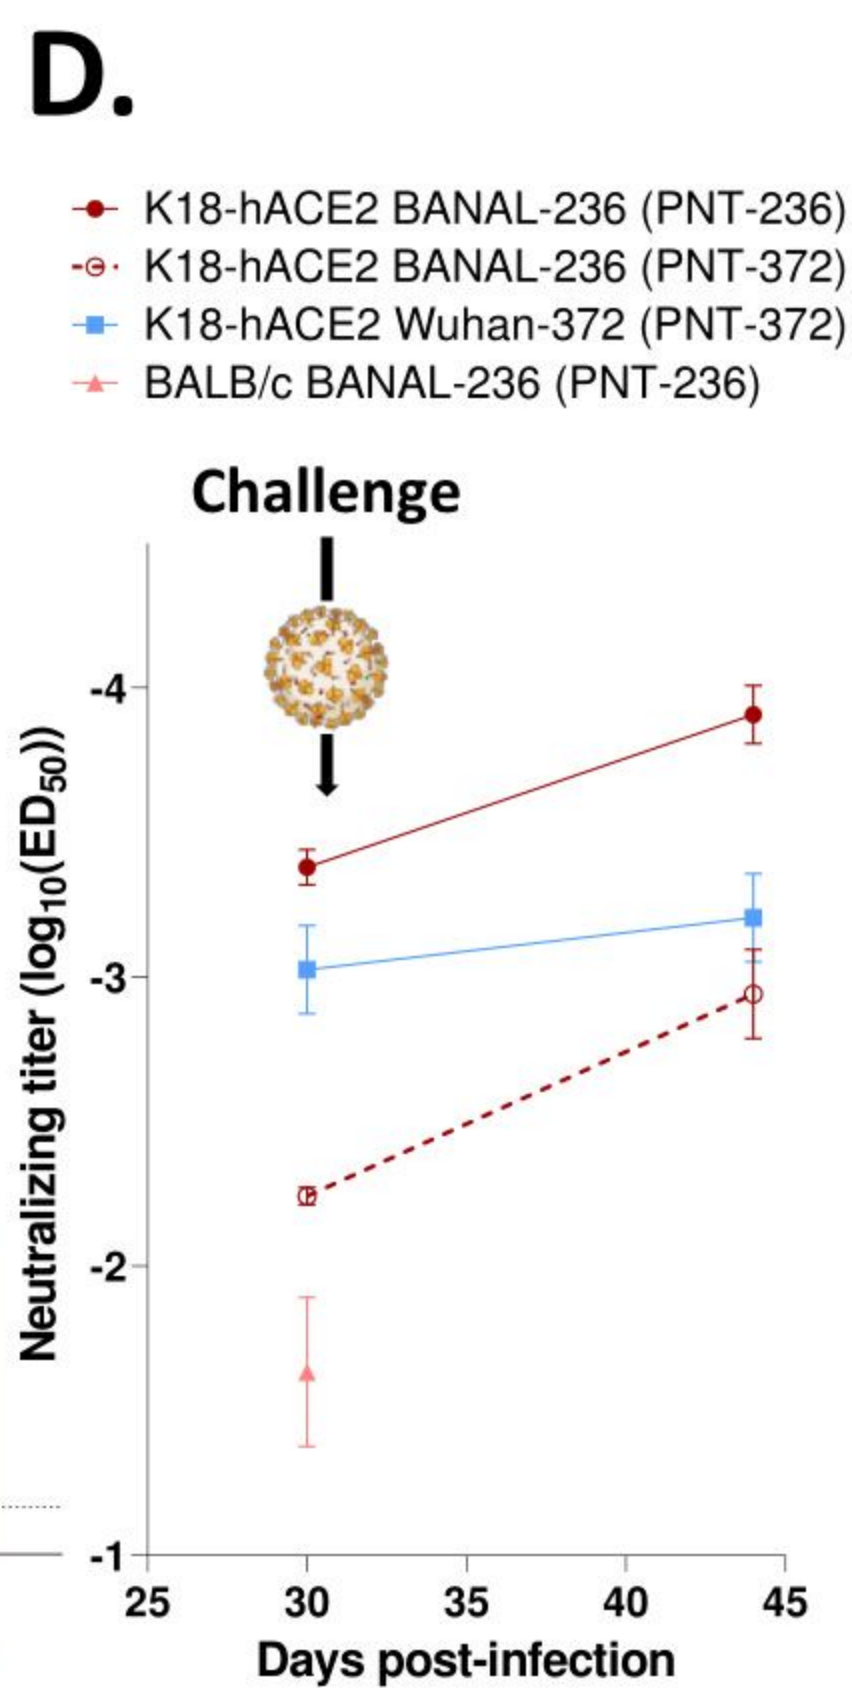 D.
K18-hACE2 BANAL-236 (PNT-236)
K18-hACE2 BANAL-236 (PNT-372)
K18-hACE2 Wuhan-372 (PNT-372)
BALB/c BANAL-236 (PNT-236)
Challenge
Neutralizing titer (log10(ED50))
-4
-3
-2
-1
25 30 35 40 45
Days post-infection